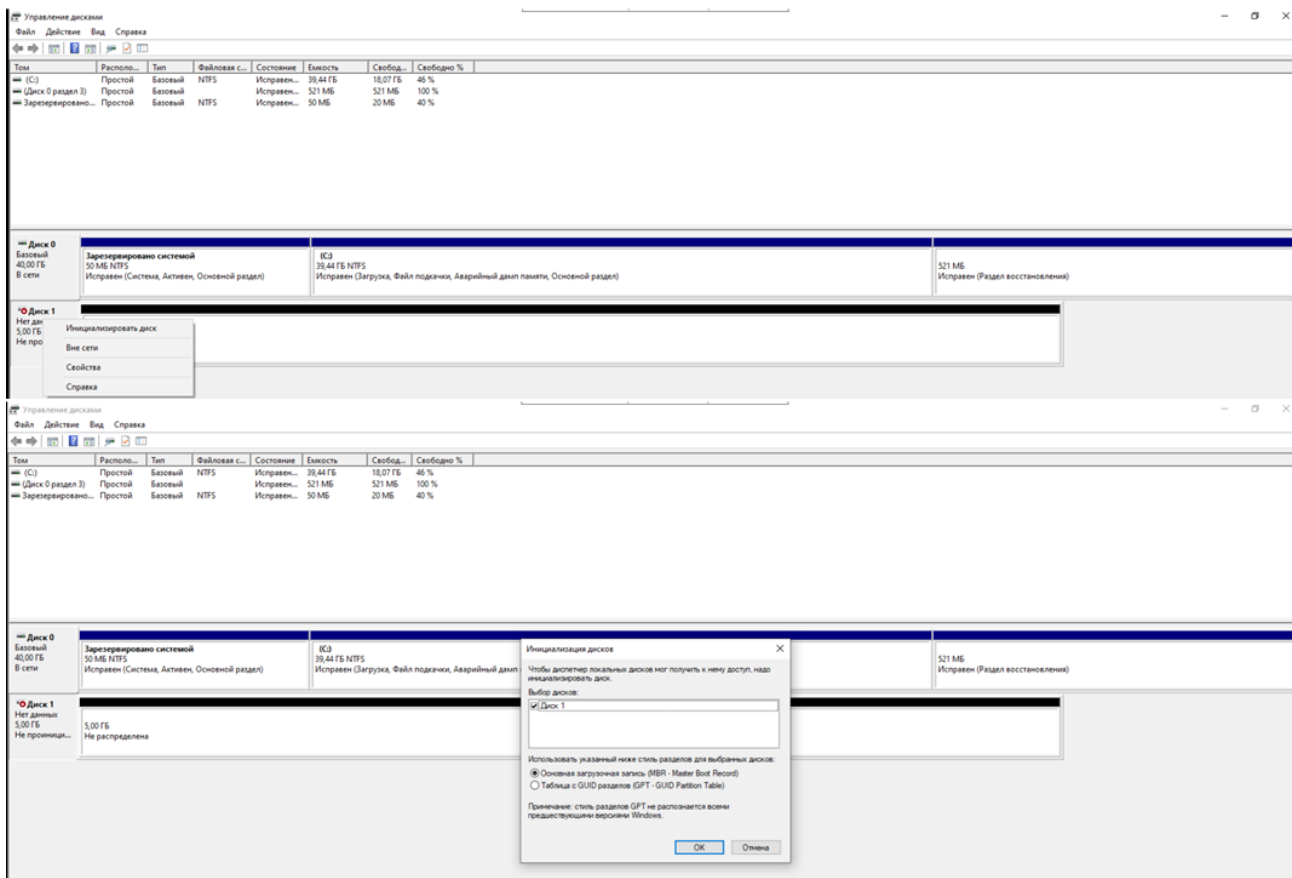 Управление дисками
Файл Действие Вид Справка
Том Располо... Тип Файловая с... Состояние Емкость Свобод... Свободно %
(C:) Простой Базовый NTFS Исправен... 39,44 ГБ 18,07 ГБ 46 %
(Диск 0 раздел 3) Простой Базовый Исправен... 521 МБ 521 МБ 100 %
Зарезервировано... Простой Базовый NTFS Исправен... 50 МБ 20 МБ 40 %
Диск 0
Базовый
40,00 ГБ
В сети
Зарезервировано системой
50 МБ NTFS
Исправен (Система, Активен, Основной раздел)
(C:)
39,44 ГБ NTFS
Исправен (Загрузка, Файл подкачки, Аварийный дамп памяти, Основной раздел)
521 МБ
Исправен (Раздел восстановления)
Диск 1
Нет дан
5,00 ГБ
Не про
Инициализировать диск
Вне сети
Свойства
Справка
Управление дисками
Файл Действие Вид Справка
Том Располо... Тип Файловая с... Состояние Емкость Свобод... Свободно %
(C:) Простой Базовый NTFS Исправен... 39,44 ГБ 18,07 ГБ 46 %
(Диск 0 раздел 3) Простой Базовый Исправен... 521 МБ 521 МБ 100 %
Зарезервировано... Простой Базовый NTFS Исправен... 50 МБ 20 МБ 40 %
Диск 0
Базовый
40,00 ГБ
В сети
Зарезервировано системой
50 МБ NTFS
Исправен (Система, Активен, Основной раздел)
(C:)
39,44 ГБ NTFS
Исправен (Загрузка, Файл подкачки, Аварийный дамп
521 МБ
Исправен (Раздел восстановления)
Диск 1
Нет данных
5,00 ГБ
Не проиници...
5,00 ГБ
Не распределена
Инициализация дисков
Чтобы диспетчер локальных дисков мог получить к нему доступ, надо
инициализировать диск.
Выбор дисков:
Диск 1
Использовать указанный ниже стиль разделов для выбранных дисков:
Основная загрузочная запись (MBR - Master Boot Record)
Таблица с GUID разделов (GPT - GUID Partition Table)
Примечание: стиль разделов GPT не распознается всеми
предшествующими версиями Windows.
OK Отмена